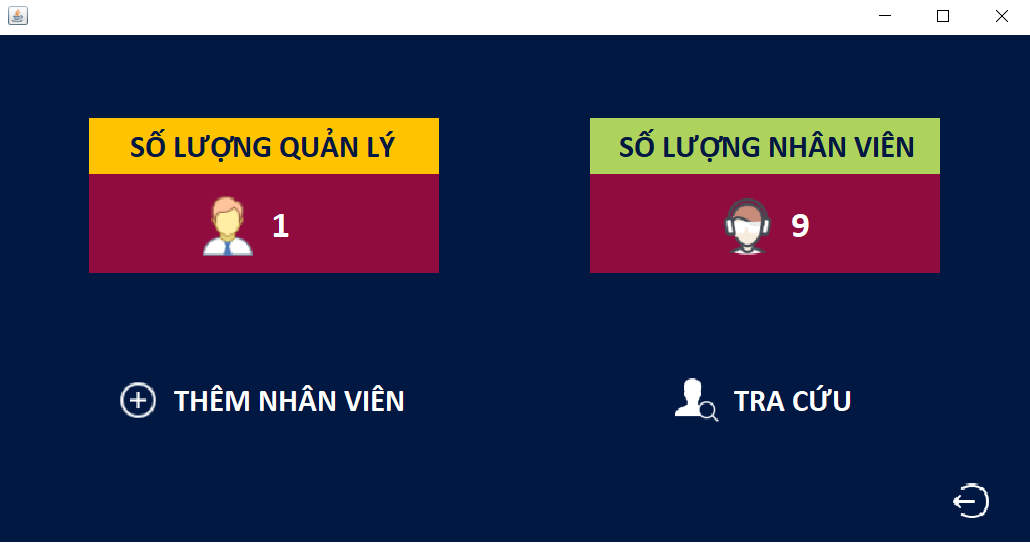 SỐ LƯỢNG QUẢN LÝ
SỐ LƯỢNG NHÂN VIÊN
1
9
THÊM NHÂN VIÊN
TRA CỨU